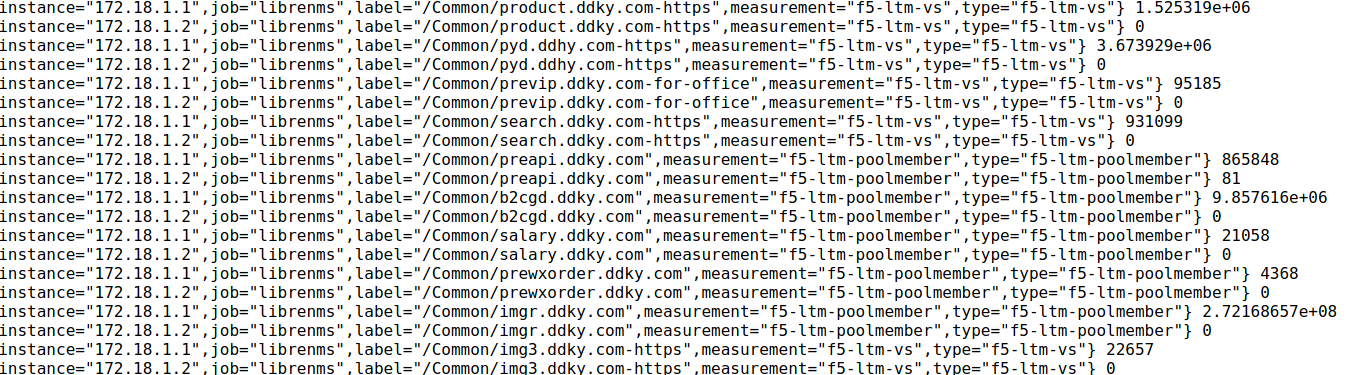 instance="172.18.1.1",job="librenms",label="/Common/product.ddky.com-https",measurement="f5-ltm-vs",type="f5-ltm-vs"} 1.525319e+06
instance="172.18.1.2",job="librenms",label="/Common/product.ddky.com-https",measurement="f5-ltm-vs",type="f5-ltm-vs"} 0
instance="172.18.1.1",job="librenms",label="/Common/pyd.ddhy.com-https",measurement="f5-ltm-vs",type="f5-ltm-vs"} 3.673929e+06
instance="172.18.1.2",job="librenms",label="/Common/pyd.ddhy.com-https",measurement="f5-ltm-vs",type="f5-ltm-vs"} 0
instance="172.18.1.1",job="librenms",label="/Common/previp.ddky.com-for-office",measurement="f5-ltm-vs",type="f5-ltm-vs"} 95185
instance="172.18.1.2",job="librenms",label="/Common/previp.ddky.com-for-office",measurement="f5-ltm-vs",type="f5-ltm-vs"} 0
instance="172.18.1.1",job="librenms",label="/Common/search.ddky.com-https",measurement="f5-ltm-vs",type="f5-ltm-vs"} 931099
instance="172.18.1.2",job="librenms",label="/Common/search.ddky.com-https",measurement="f5-ltm-vs",type="f5-ltm-vs"} 0
instance="172.18.1.1",job="librenms",label="/Common/preapi.ddky.com",measurement="f5-ltm-poolmember",type="f5-ltm-poolmember"} 865848
instance="172.18.1.2",job="librenms",label="/Common/preapi.ddky.com",measurement="f5-ltm-poolmember",type="f5-ltm-poolmember"} 81
instance="172.18.1.1",job="librenms",label="/Common/b2cgd.ddky.com",measurement="f5-ltm-poolmember",type="f5-ltm-poolmember"} 9.857616e+06
instance="172.18.1.2",job="librenms",label="/Common/b2cgd.ddky.com",measurement="f5-ltm-poolmember",type="f5-ltm-poolmember"} 0
instance="172.18.1.1",job="librenms",label="/Common/salary.ddky.com",measurement="f5-ltm-poolmember",type="f5-ltm-poolmember"} 21058
instance="172.18.1.2",job="librenms",label="/Common/salary.ddky.com",measurement="f5-ltm-poolmember",type="f5-ltm-poolmember"} 0
instance="172.18.1.1",job="librenms",label="/Common/prewxorder.ddky.com",measurement="f5-ltm-poolmember",type="f5-ltm-poolmember"} 4368
instance="172.18.1.2",job="librenms",label="/Common/prewxorder.ddky.com",measurement="f5-ltm-poolmember",type="f5-ltm-poolmember"} 0
instance="172.18.1.1",job="librenms",label="/Common/imgr.ddky.com",measurement="f5-ltm-poolmember",type="f5-ltm-poolmember"} 2.72168657e+08
instance="172.18.1.2",job="librenms",label="/Common/imgr.ddky.com",measurement="f5-ltm-poolmember",type="f5-ltm-poolmember"} 0
instance="172.18.1.1",job="librenms",label="/Common/img3.ddky.com-https",measurement="f5-ltm-vs",type="f5-ltm-vs"} 22657
instance="172.18.1.2",job="librenms",label="/Common/img3.ddky.com-https",measurement="f5-ltm-vs",type="f5-ltm-vs"} 0